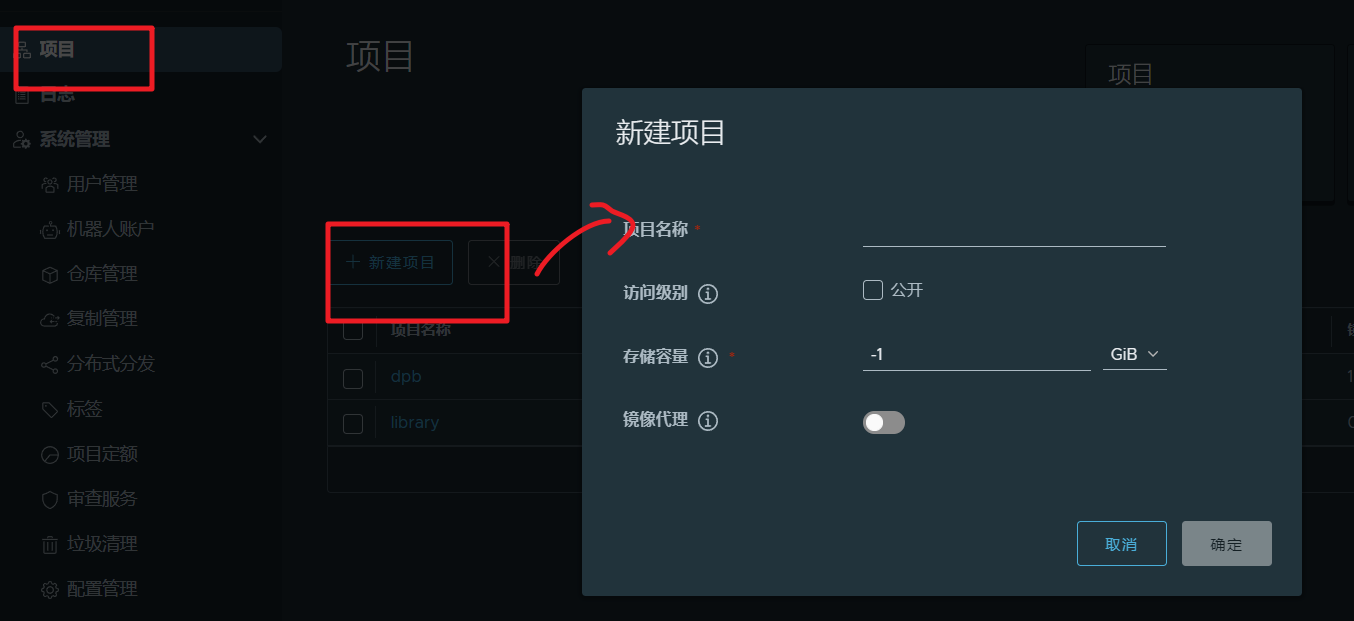 项目
日志
系统管理
用户管理
机器人账户
仓库管理
复制管理
分布式分发
标签
项目定额
审查服务
垃圾清理
配置管理
项目
项目
+ 新建项目
× 删除
项目名称
dpb
library
新建项目
项目名称 *
访问级别
公开
存储容量 *
-1
GiB
镜像代理
取消
确定